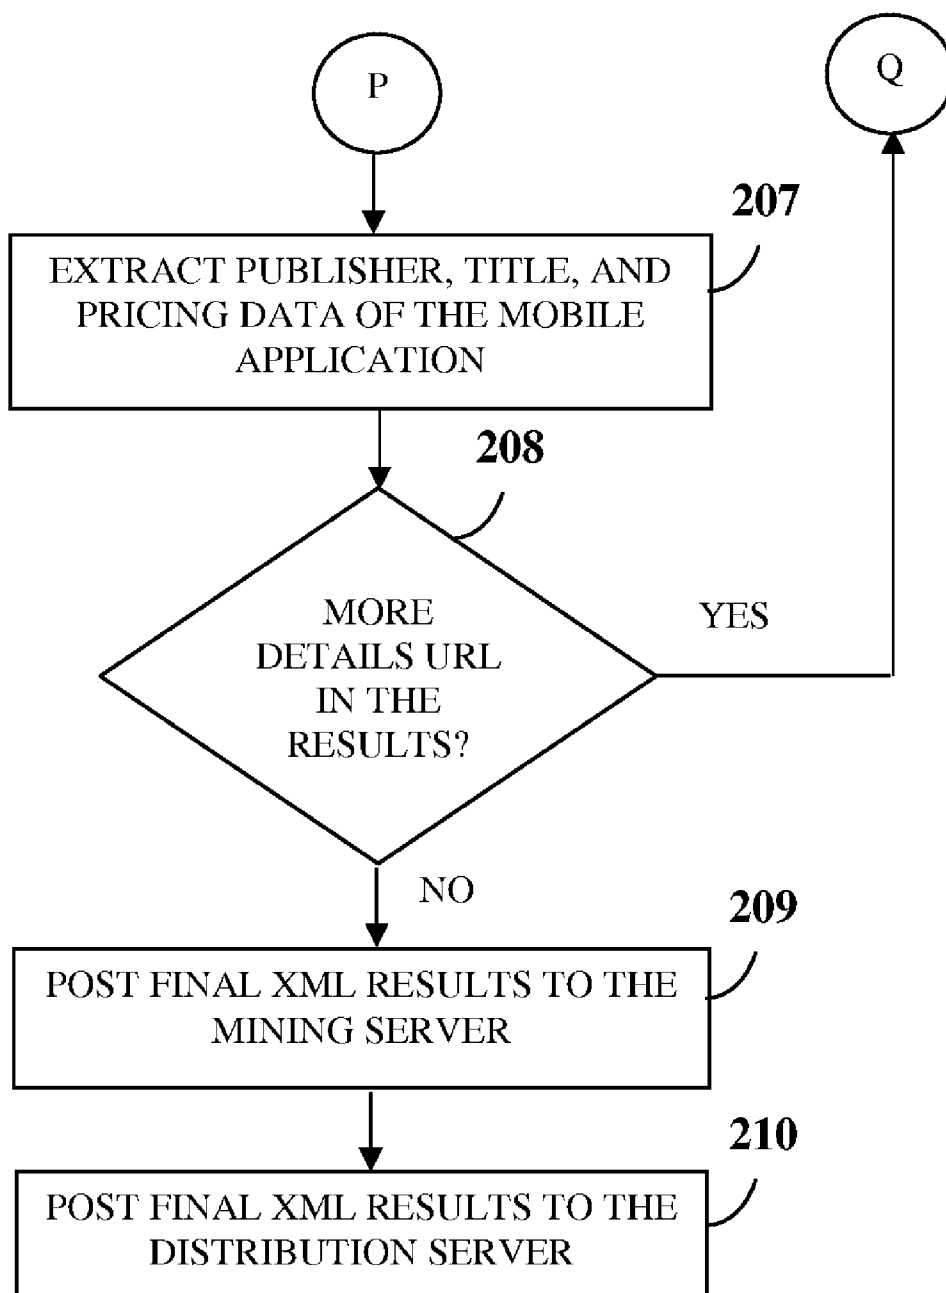 P
Q
207
EXTRACT PUBLISHER, TITLE, AND
PRICING DATA OF THE MOBILE
APPLICATION
208
MORE
DETAILS URL
IN THE
RESULTS?
YES
NO
209
POST FINAL XML RESULTS TO THE
MINING SERVER
210
POST FINAL XML RESULTS TO THE
DISTRIBUTION SERVER